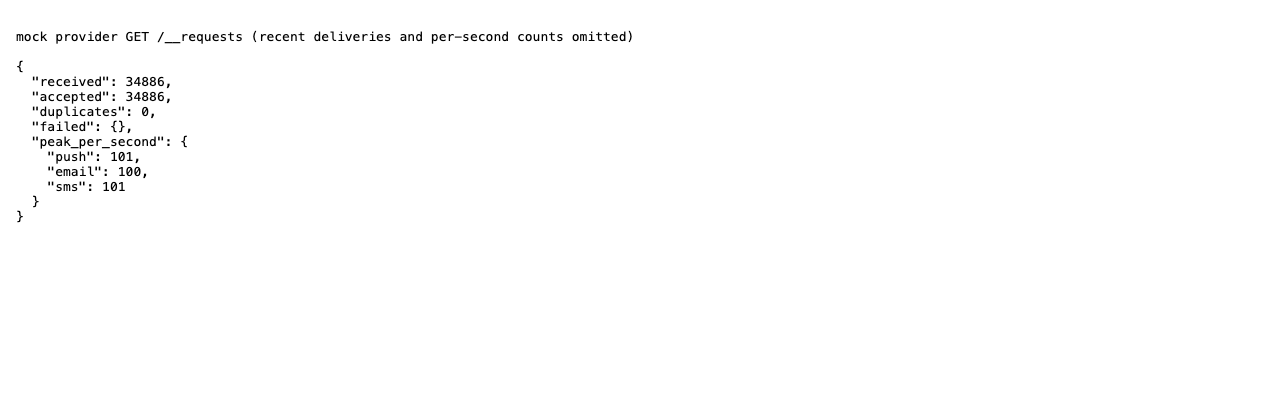 mock provider GET /__requests (recent deliveries and per-second counts omitted)
{
  "received": 34886,
  "accepted": 34886,
  "duplicates": 0,
  "failed": {},
  "peak_per_second": {
    "push": 101,
    "email": 100,
    "sms": 101
  }
}